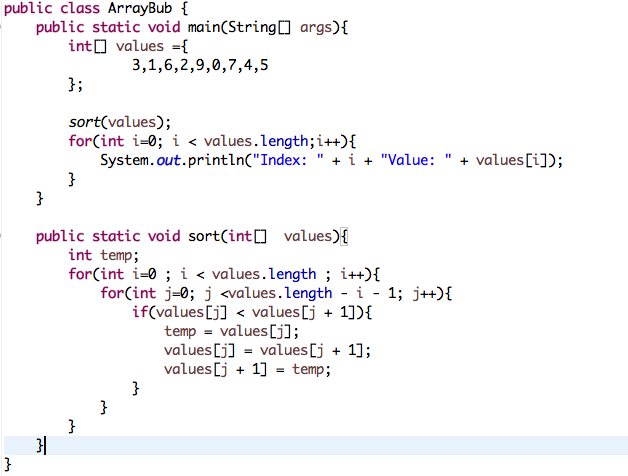 public class ArrayBub {
    public static void main(String[] args){
        int[] values ={
                3,1,6,2,9,0,7,4,5
        };

        sort(values);
        for(int i=0; i < values.length;i++){
            System.out.println("Index: " + i + "Value: " + values[i]);
        }
    }

    public static void sort(int[]  values){
        int temp;
        for(int i=0 ; i < values.length ; i++){
            for(int j=0; j <values.length - i - 1; j++){
                if(values[j] < values[j + 1]){
                    temp = values[j];
                    values[j] = values[j + 1];
                    values[j + 1] = temp;
                }
            }
        }
    }
}